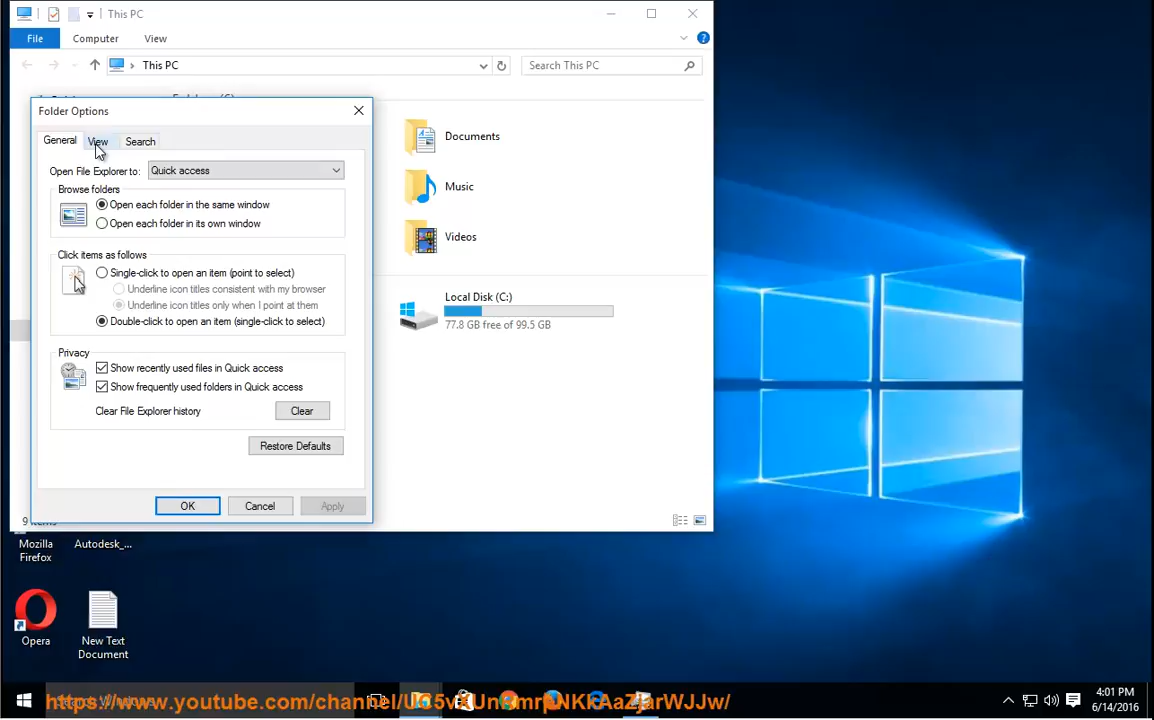 This PC
File
Computer
View
This PC
Search This PC
Folder Options
General
View
Search
Open File Explorer to:
Quick access
Browse folders
Open each folder in the same window
Open each folder in its own window
Click items as follows
Single-click to open an item (point to select)
Underline icon titles consistent with my browser
Underline icon titles only when I point at them
Double-click to open an item (single-click to select)
Privacy
Show recently used files in Quick access
Show frequently used folders in Quick access
Clear File Explorer history
Clear
Restore Defaults
OK
Cancel
Apply
Documents
Music
Videos
Local Disk (C:)
77.8 GB free of 99.5 GB
Mozilla
Firefox
Autodesk_...
Opera
New Text
Document
4:01 PM
6/14/2016